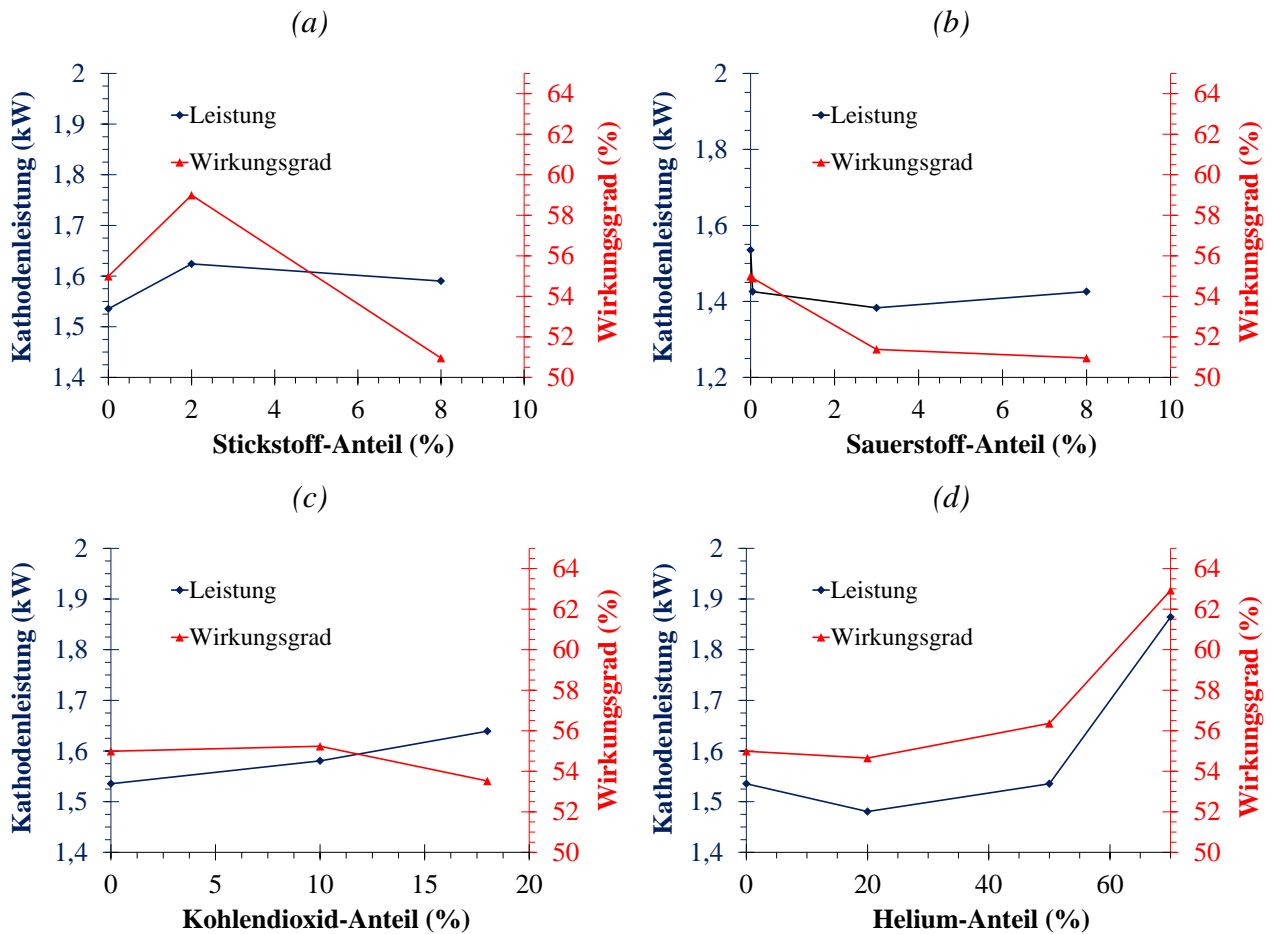 (a)
Kathodenleistung (kW)
2
1,9
1,8
1,7
1,6
1,5
1,4
Leistung
Wirkungsgrad
64
62
60
58
56
54
52
50
Wirkungsgrad (%)
0 2 4 6 8 10
Stickstoff-Anteil (%)
(b)
Kathodenleistung (kW)
2
1,8
1,6
1,4
1,2
Leistung
Wirkungsgrad
64
62
60
58
56
54
52
50
Wirkungsgrad (%)
0 2 4 6 8 10
Sauerstoff-Anteil (%)
(c)
Kathodenleistung (kW)
2
1,9
1,8
1,7
1,6
1,5
1,4
Leistung
Wirkungsgrad
64
62
60
58
56
54
52
50
Wirkungsgrad (%)
0 5 10 15 20
Kohlendioxid-Anteil (%)
(d)
Kathodenleistung (kW)
2
1,9
1,8
1,7
1,6
1,5
1,4
Leistung
Wirkungsgrad
64
62
60
58
56
54
52
50
Wirkungsgrad (%)
0 20 40 60
Helium-Anteil (%)